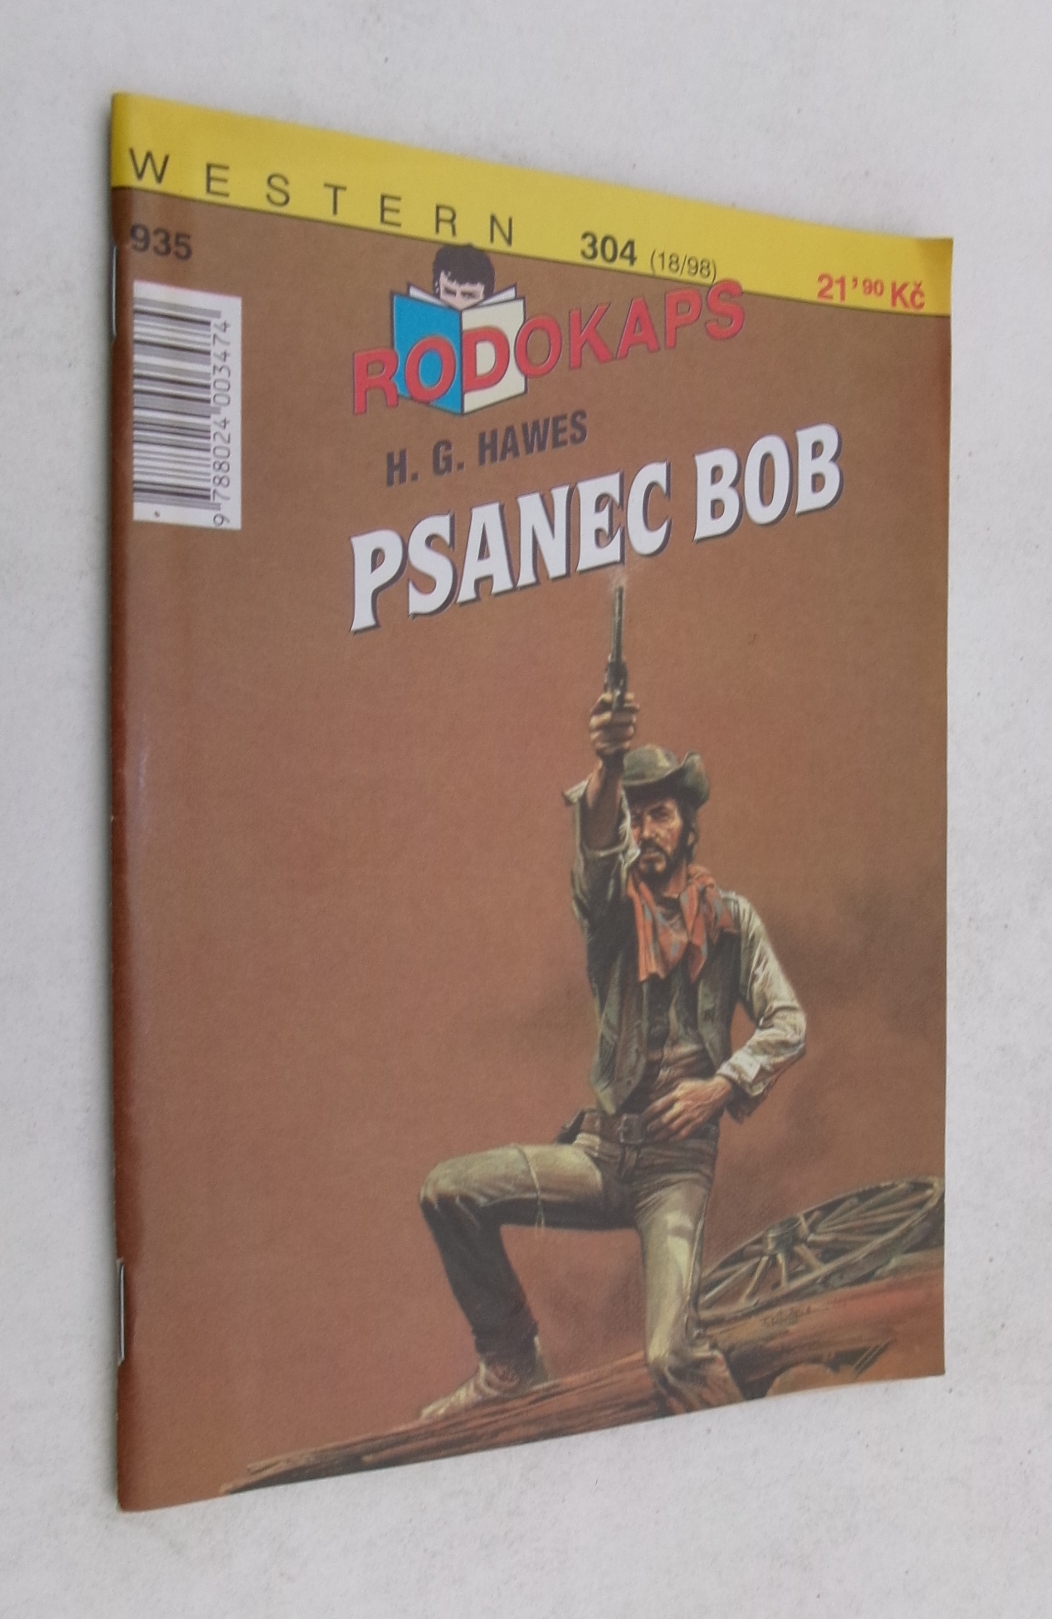 WESTERN 304 (18/98)
21'90 Kč
935
RODOKAPS
H. G. HAWES
PSANEC BOB
9 788024 003474